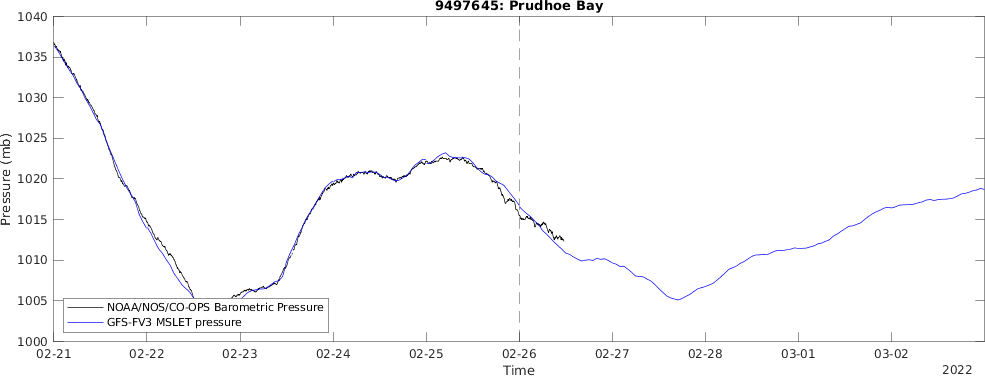 9497645: Prudhoe Bay
1040
1035
1030
1025
1020
1015
1010
1005
1000
Pressure (mb)
NOAA/NOS/CO-OPS Barometric Pressure
GFS-FV3 MSLET pressure
02-21 02-22 02-23 02-24 02-25 02-26 02-27 02-28 03-01 03-02
Time
2022